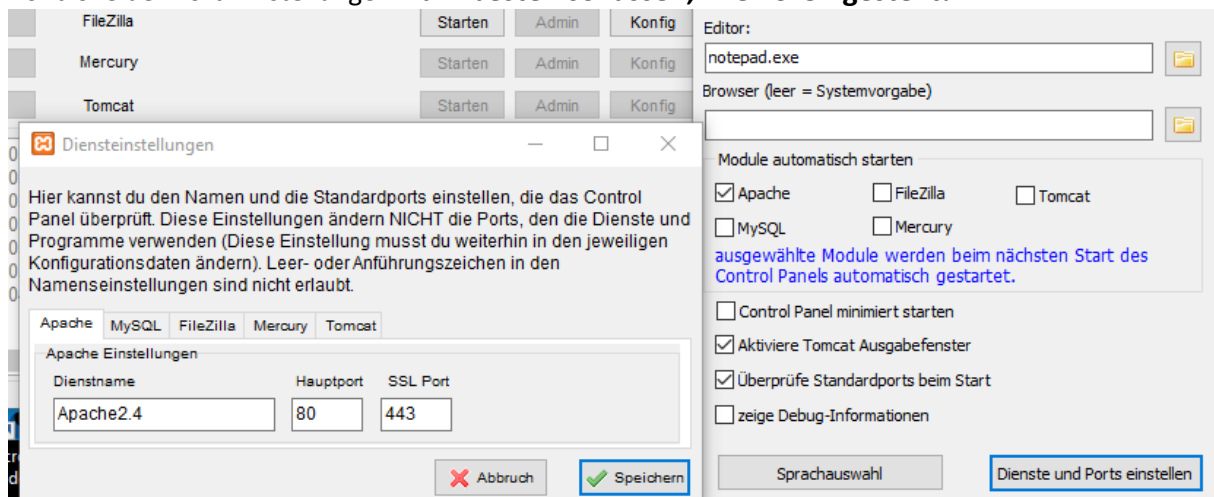 FileZilla Starten Admin Konfig
Mercury Starten Admin Konfig
Tomcat Starten Admin Konfig
Diensteinstellungen
Hier kannst du den Namen und die Standardports einstellen, die das Control
Panel überprüft. Diese Einstellungen ändern NICHT die Ports, den die Dienste und
Programme verwenden (Diese Einstellung musst du weiterhin in den jeweiligen
Konfigurationsdaten ändern). Leer- oder Anführungszeichen in den
Namenseinstellungen sind nicht erlaubt.
Apache MySQL FileZilla Mercury Tomcat
Apache Einstellungen
Dienstname Hauptport SSL Port
Apache2.4 80 443
Abbruch Speichern
Editor:
notepad.exe
Browser (leer = Systemvorgabe)
Module automatisch starten
Apache FileZilla Tomcat
MySQL Mercury
ausgewählte Module werden beim nächsten Start des
Control Panels automatisch gestartet.
Control Panel minimiert starten
Aktiviere Tomcat Ausgabefenster
Überprüfe Standardports beim Start
zeige Debug-Informationen
Sprachauswahl Dienste und Ports einstellen